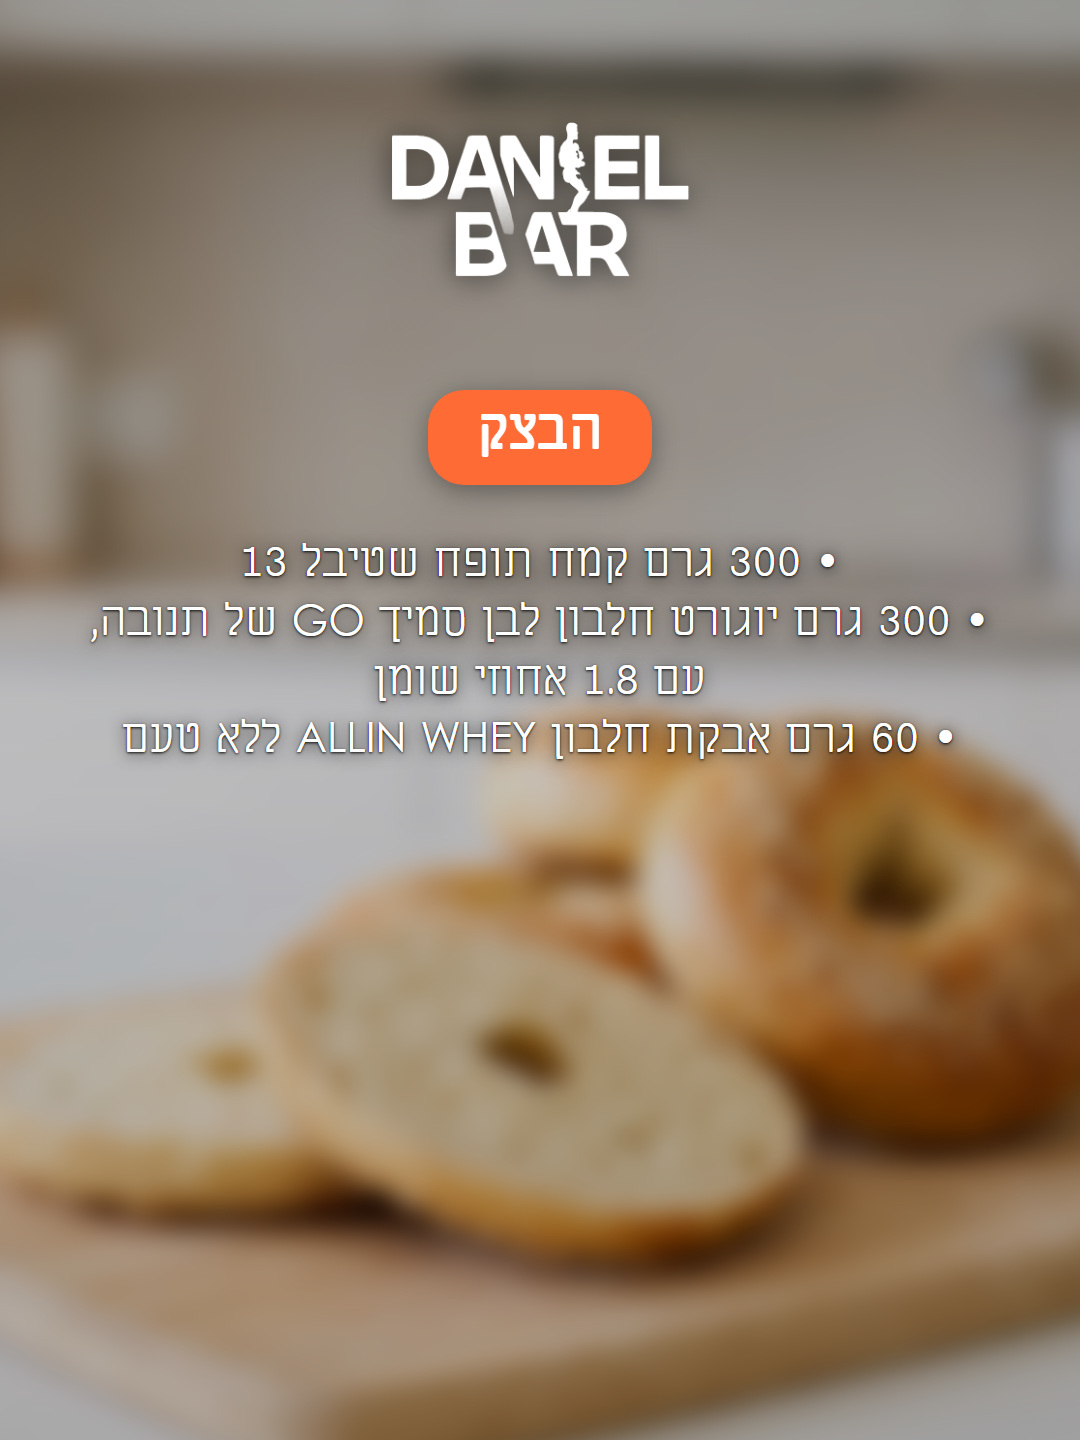 DANIEL
BAR
הבצק
• 300 גרם קמח תופח שטיבל 13
• 300 גרם יוגורט חלבון לבן סמיך GO של תנובה,
עם 1.8 אחוזי שומן
• 60 גרם אבקת חלבון ALLIN WHEY ללא טעם